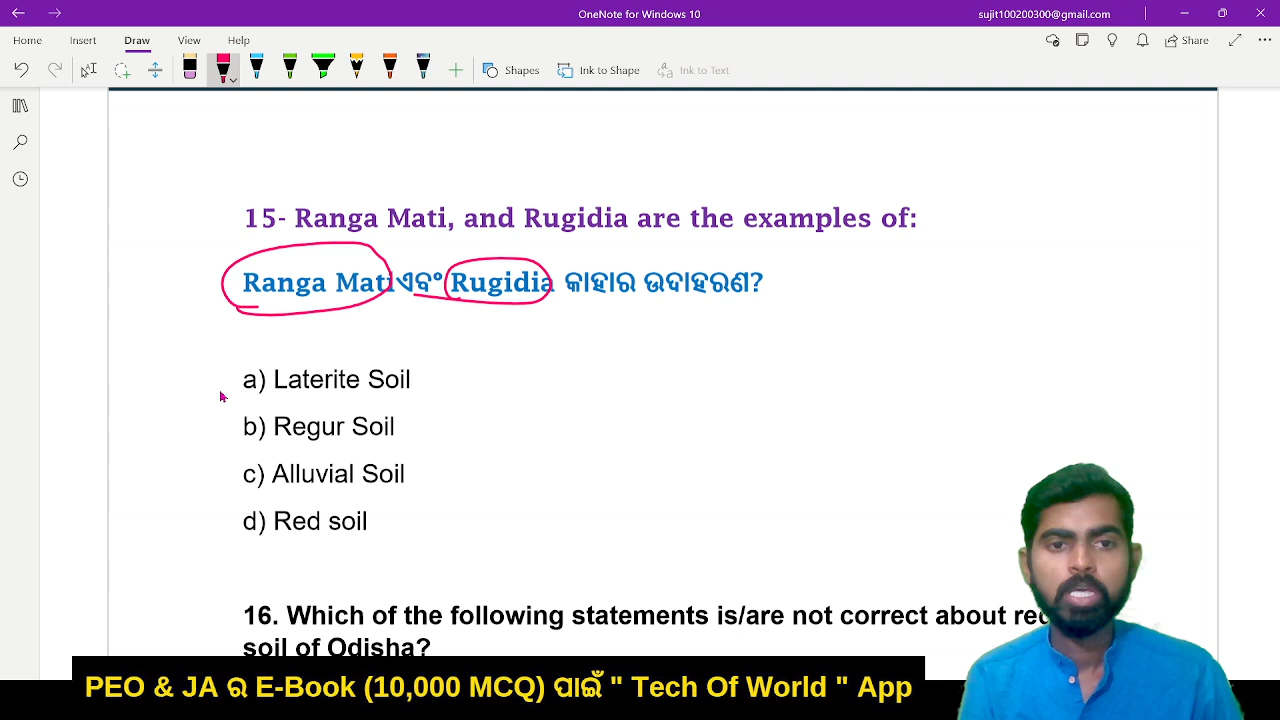 OneNote for Windows 10
sujit100200300@gmail.com
Home Insert Draw View Help
Share
Shapes Ink to Shape Ink to Text
15- Ranga Mati, and Rugidia are the examples of:
Ranga Matiଏବଂ Rugidia କାହାର ଉଦାହରଣ?
a) Laterite Soil
b) Regur Soil
c) Alluvial Soil
d) Red soil
16. Which of the following statements is/are not correct about
soil of Odisha?
PEO & JA ର E-Book (10,000 MCQ) ପାଇଁ " Tech Of World " App